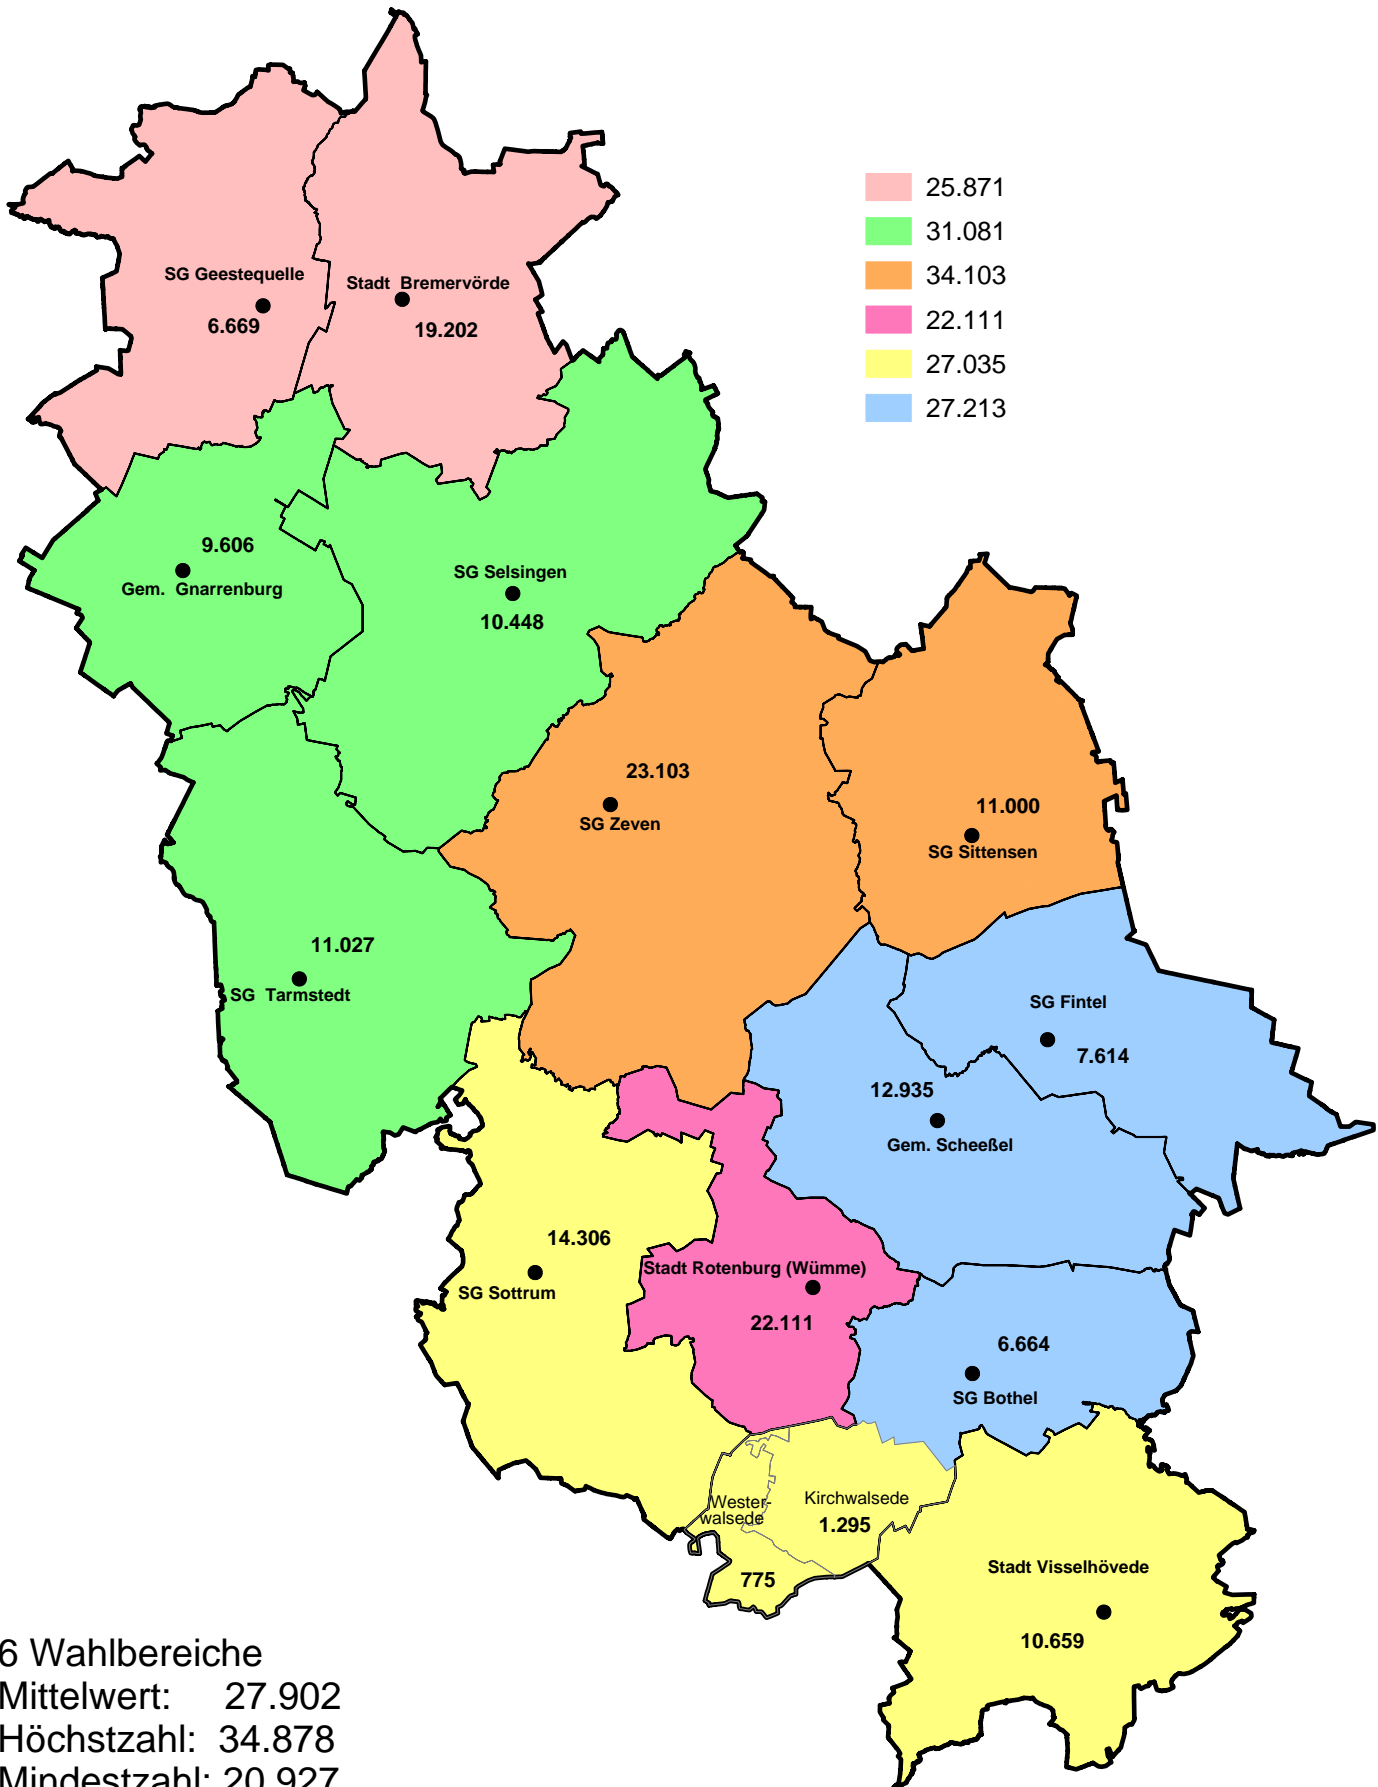 25.871
31.081
34.103
22.111
27.035
27.213
SG Geestequelle
6.669
Stadt Bremervörde
19.202
9.606
Gem. Gnarrenburg
SG Selsingen
10.448
23.103
SG Zeven
11.000
SG Sittensen
11.027
SG Tarmstedt
SG Fintel
7.614
12.935
Gem. Scheeßel
14.306
SG Sottrum
Stadt Rotenburg (Wümme)
22.111
6.664
SG Bothel
Wester-
walsede
775
Kirchwalsede
1.295
Stadt Visselhövede
10.659
6 Wahlbereiche
Mittelwert: 27.902
Höchstzahl: 34.878
Mindestzahl: 20.927